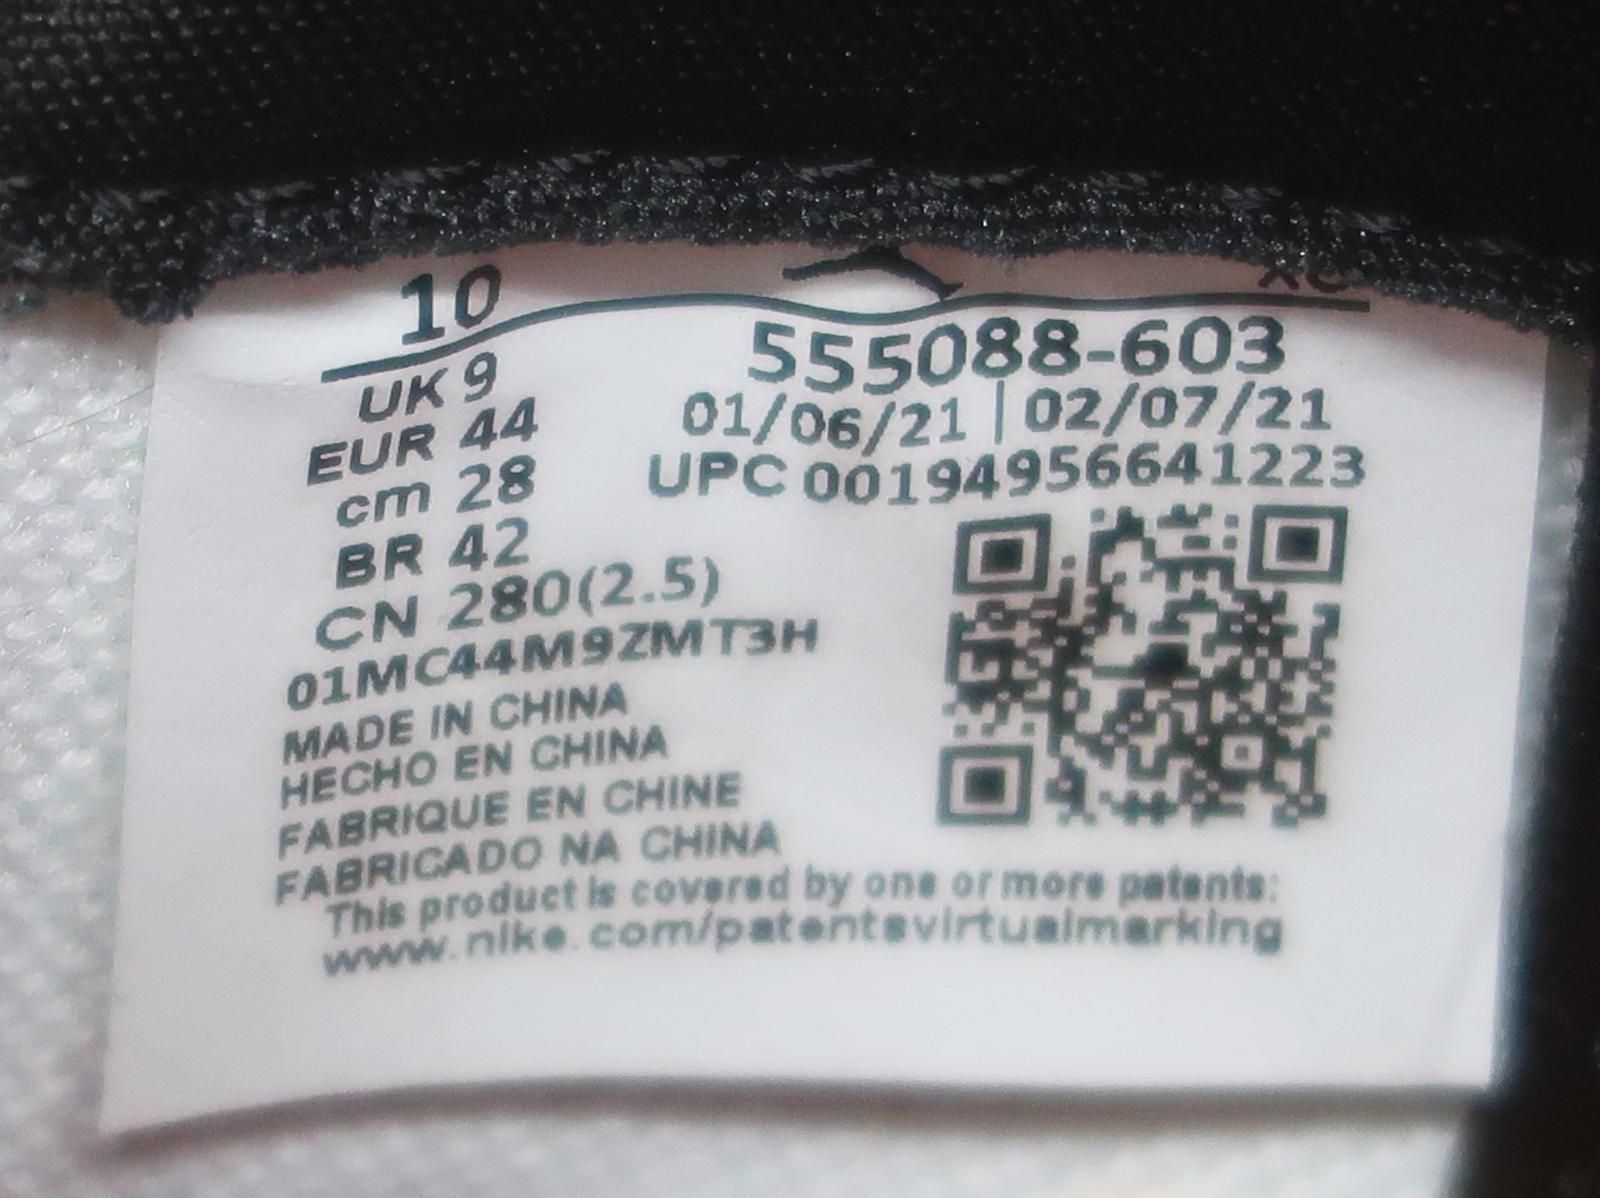 10
UK 9
EUR 44
cm 28
BR 42
CN 280(2.5)
01MC44M9ZMT3H
MADE IN CHINA
HECHO EN CHINA
FABRIQUE EN CHINE
FABRICADO NA CHINA
555088-603
01/06/21 | 02/07/21
UPC 00194956641223
This product is covered by one or more patents:
www.nike.com/patentsvirtualmarking